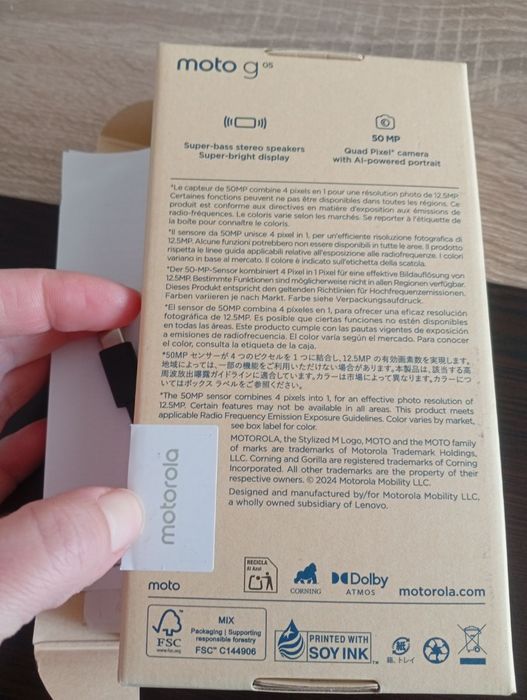 moto g 05
Super-bass stereo speakers
Super-bright display
50 MP
Quad Pixel* camera
with AI-powered portrait
*Le capteur de 50MP combine 4 pixels en 1 pour une résolution photo de 12.5MP.
Certaines fonctions peuvent ne pas être disponibles dans toutes les régions. Ce
produit est conforme aux directives en matière d'exposition aux émissions de
radio-fréquences. Le coloris varie selon les marchés. Se reporter à l'étiquette de
la boîte pour connaître le coloris.
*Il sensore da 50MP unisce 4 pixel in 1, per un'efficiente risoluzione fotografica di
12.5MP. Alcune funzioni potrebbero non essere disponibili in tutte le aree. Il prodotto
rispetta le linee guida applicabili relative all'esposizione alle radiofrequenze. I colori
variano in base al mercato. Il colore è indicato sull'etichetta della scatola.
*Der 50-MP-Sensor kombiniert 4 Pixel in 1 Pixel für eine effektive Bildauflösung von
12.5MP. Bestimmte Funktionen sind möglicherweise nicht in allen Regionen verfügbar.
Dieses Produkt entspricht den geltenden Richtlinien für Hochfrequenzemissionen.
Farben variieren je nach Markt. Farbe siehe Verpackungsaufdruck.
*El sensor de 50MP combina 4 píxeles en 1, para ofrecer una eficaz resolución
fotográfica de 12.5MP. Es posible que ciertas funciones no estén disponibles
en todas las áreas. Este producto cumple con las pautas vigentes de exposición
a emisiones de radiofrecuencia. El color varía según el mercado. Para conocer
el color, consulta la etiqueta de la caja.
*50MP センサーが 4 つのピクセルを 1 つに結合し、12.5MP の有効画素数を実現します。
地域によっては、一部の機能をご利用いただけない場合があります。本製品は、該当する高
周波放出曝露ガイドラインに適合しています。カラーは市場によって異なります。カラーにつ
いてはボックス ラベルをご参照ください。
*The 50MP sensor combines 4 pixels into 1, for an effective photo resolution of
12.5MP. Certain features may not be available in all areas. This product meets
applicable Radio Frequency Emission Exposure Guidelines. Color varies by market,
see box label for color.
MOTOROLA, the Stylized M Logo, MOTO and the MOTO family
of marks are trademarks of Motorola Trademark Holdings,
LLC. Corning and Gorilla are registered trademarks of Corning
Incorporated. All other trademarks are the property of their
respective owners. © 2024 Motorola Mobility LLC.
Designed and manufactured by/for Motorola Mobility LLC,
a wholly owned subsidiary of Lenovo.
motorola
moto
RECICLA
Al Azul
CORNING
Dolby
ATMOS
motorola.com
FSC
www.fsc.org
MIX
Packaging | Supporting
responsible forestry
FSC™ C144906
PRINTED WITH
SOY INK™
紙
箱、トレイ